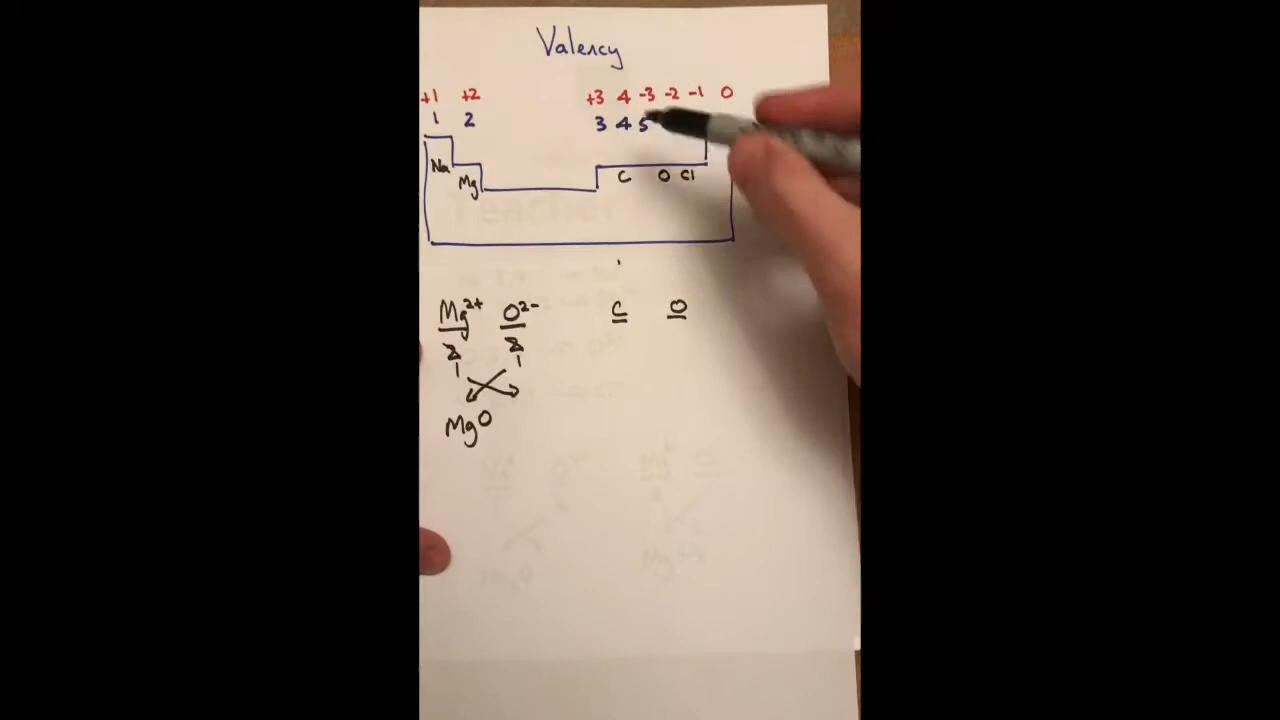 Valency
+1 +2 +3 4 -3 -2 -1 0
1 2 3 4 5
Na C O Cl
Mg
Mg²⁺ O²⁻ C O
2 2
1 1
MgO